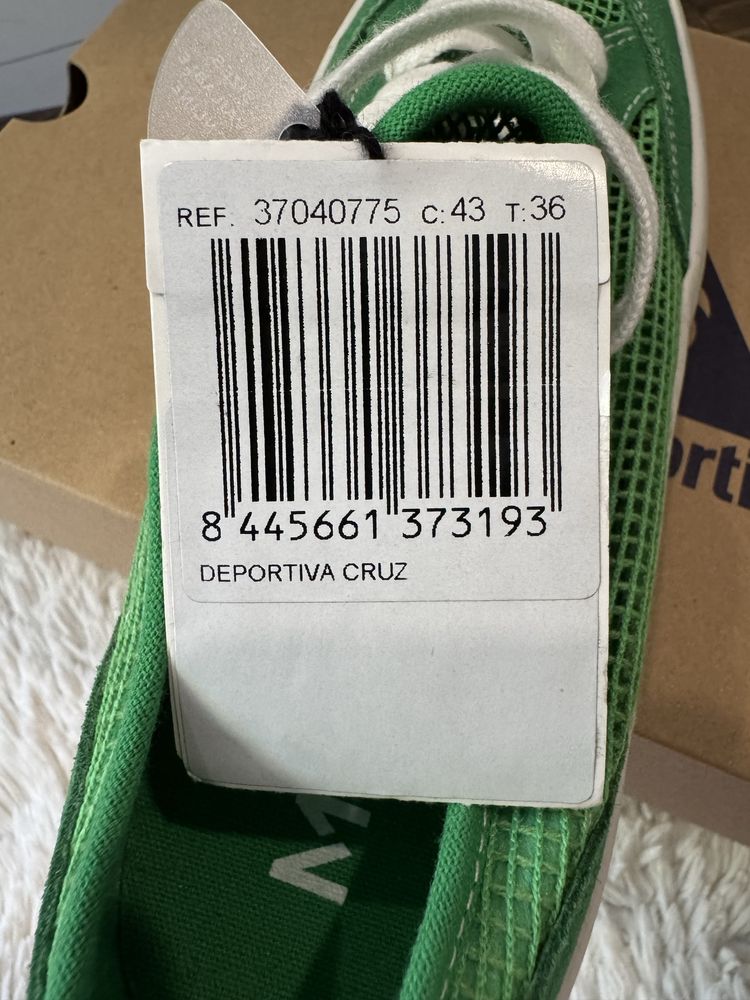 REF. 37040775 C:43 T:36
8 445661 373193
DEPORTIVA CRUZ